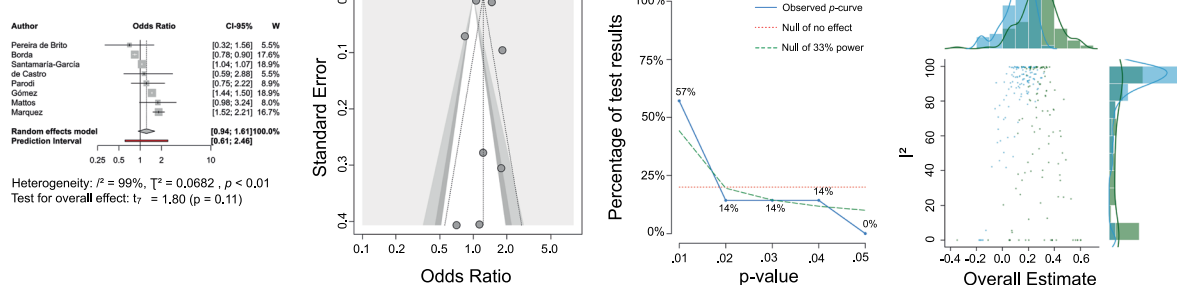 Author Odds Ratio CI-95% W
Pereira de Brito [0.32; 1.56] 5.5%
Borda [0.78; 0.90] 17.6%
Santamaría-García [1.04; 1.07] 18.9%
de Castro [0.59; 2.88] 5.5%
Parodi [0.75; 2.22] 8.9%
Gómez [1.44; 1.50] 18.9%
Mattos [0.98; 3.24] 8.0%
Marquez [1.52; 2.21] 16.7%
Random effects model [0.94; 1.61] 100.0%
Prediction Interval [0.61; 2.46]
0.25 0.5 1 2 10
Heterogeneity: I² = 99%, T² = 0.0682 , p < 0.01
Test for overall effect: t₇ = 1.80 (p = 0.11)
Standard Error
0.1
0.2
0.3
0.4
0.1 0.2 0.5 1.0 2.0 5.0
Odds Ratio
Percentage of test results
100%
75%
50%
25%
0%
Observed p-curve
Null of no effect
Null of 33% power
57%
14%
14%
14%
0%
.01 .02 .03 .04 .05
p-value
I²
100
80
60
40
20
0
-0.4 -0.2 0.0 0.2 0.4 0.6
Overall Estimate